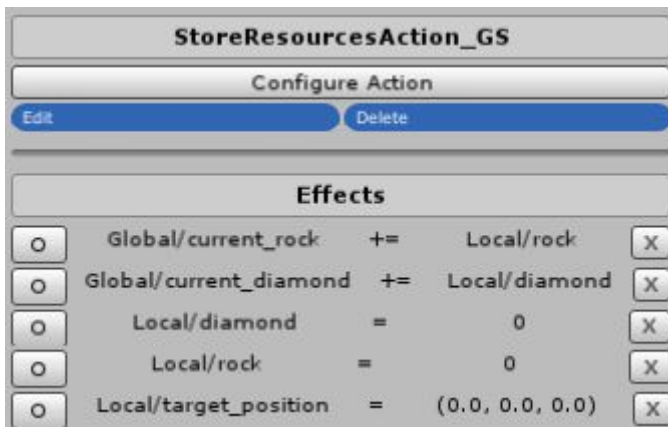 StoreResourcesAction_GS
Configure Action
Edit Delete
Effects
O Global/current_rock += Local/rock X
O Global/current_diamond += Local/diamond X
O Local/diamond = 0 X
O Local/rock = 0 X
O Local/target_position = (0.0, 0.0, 0.0) X